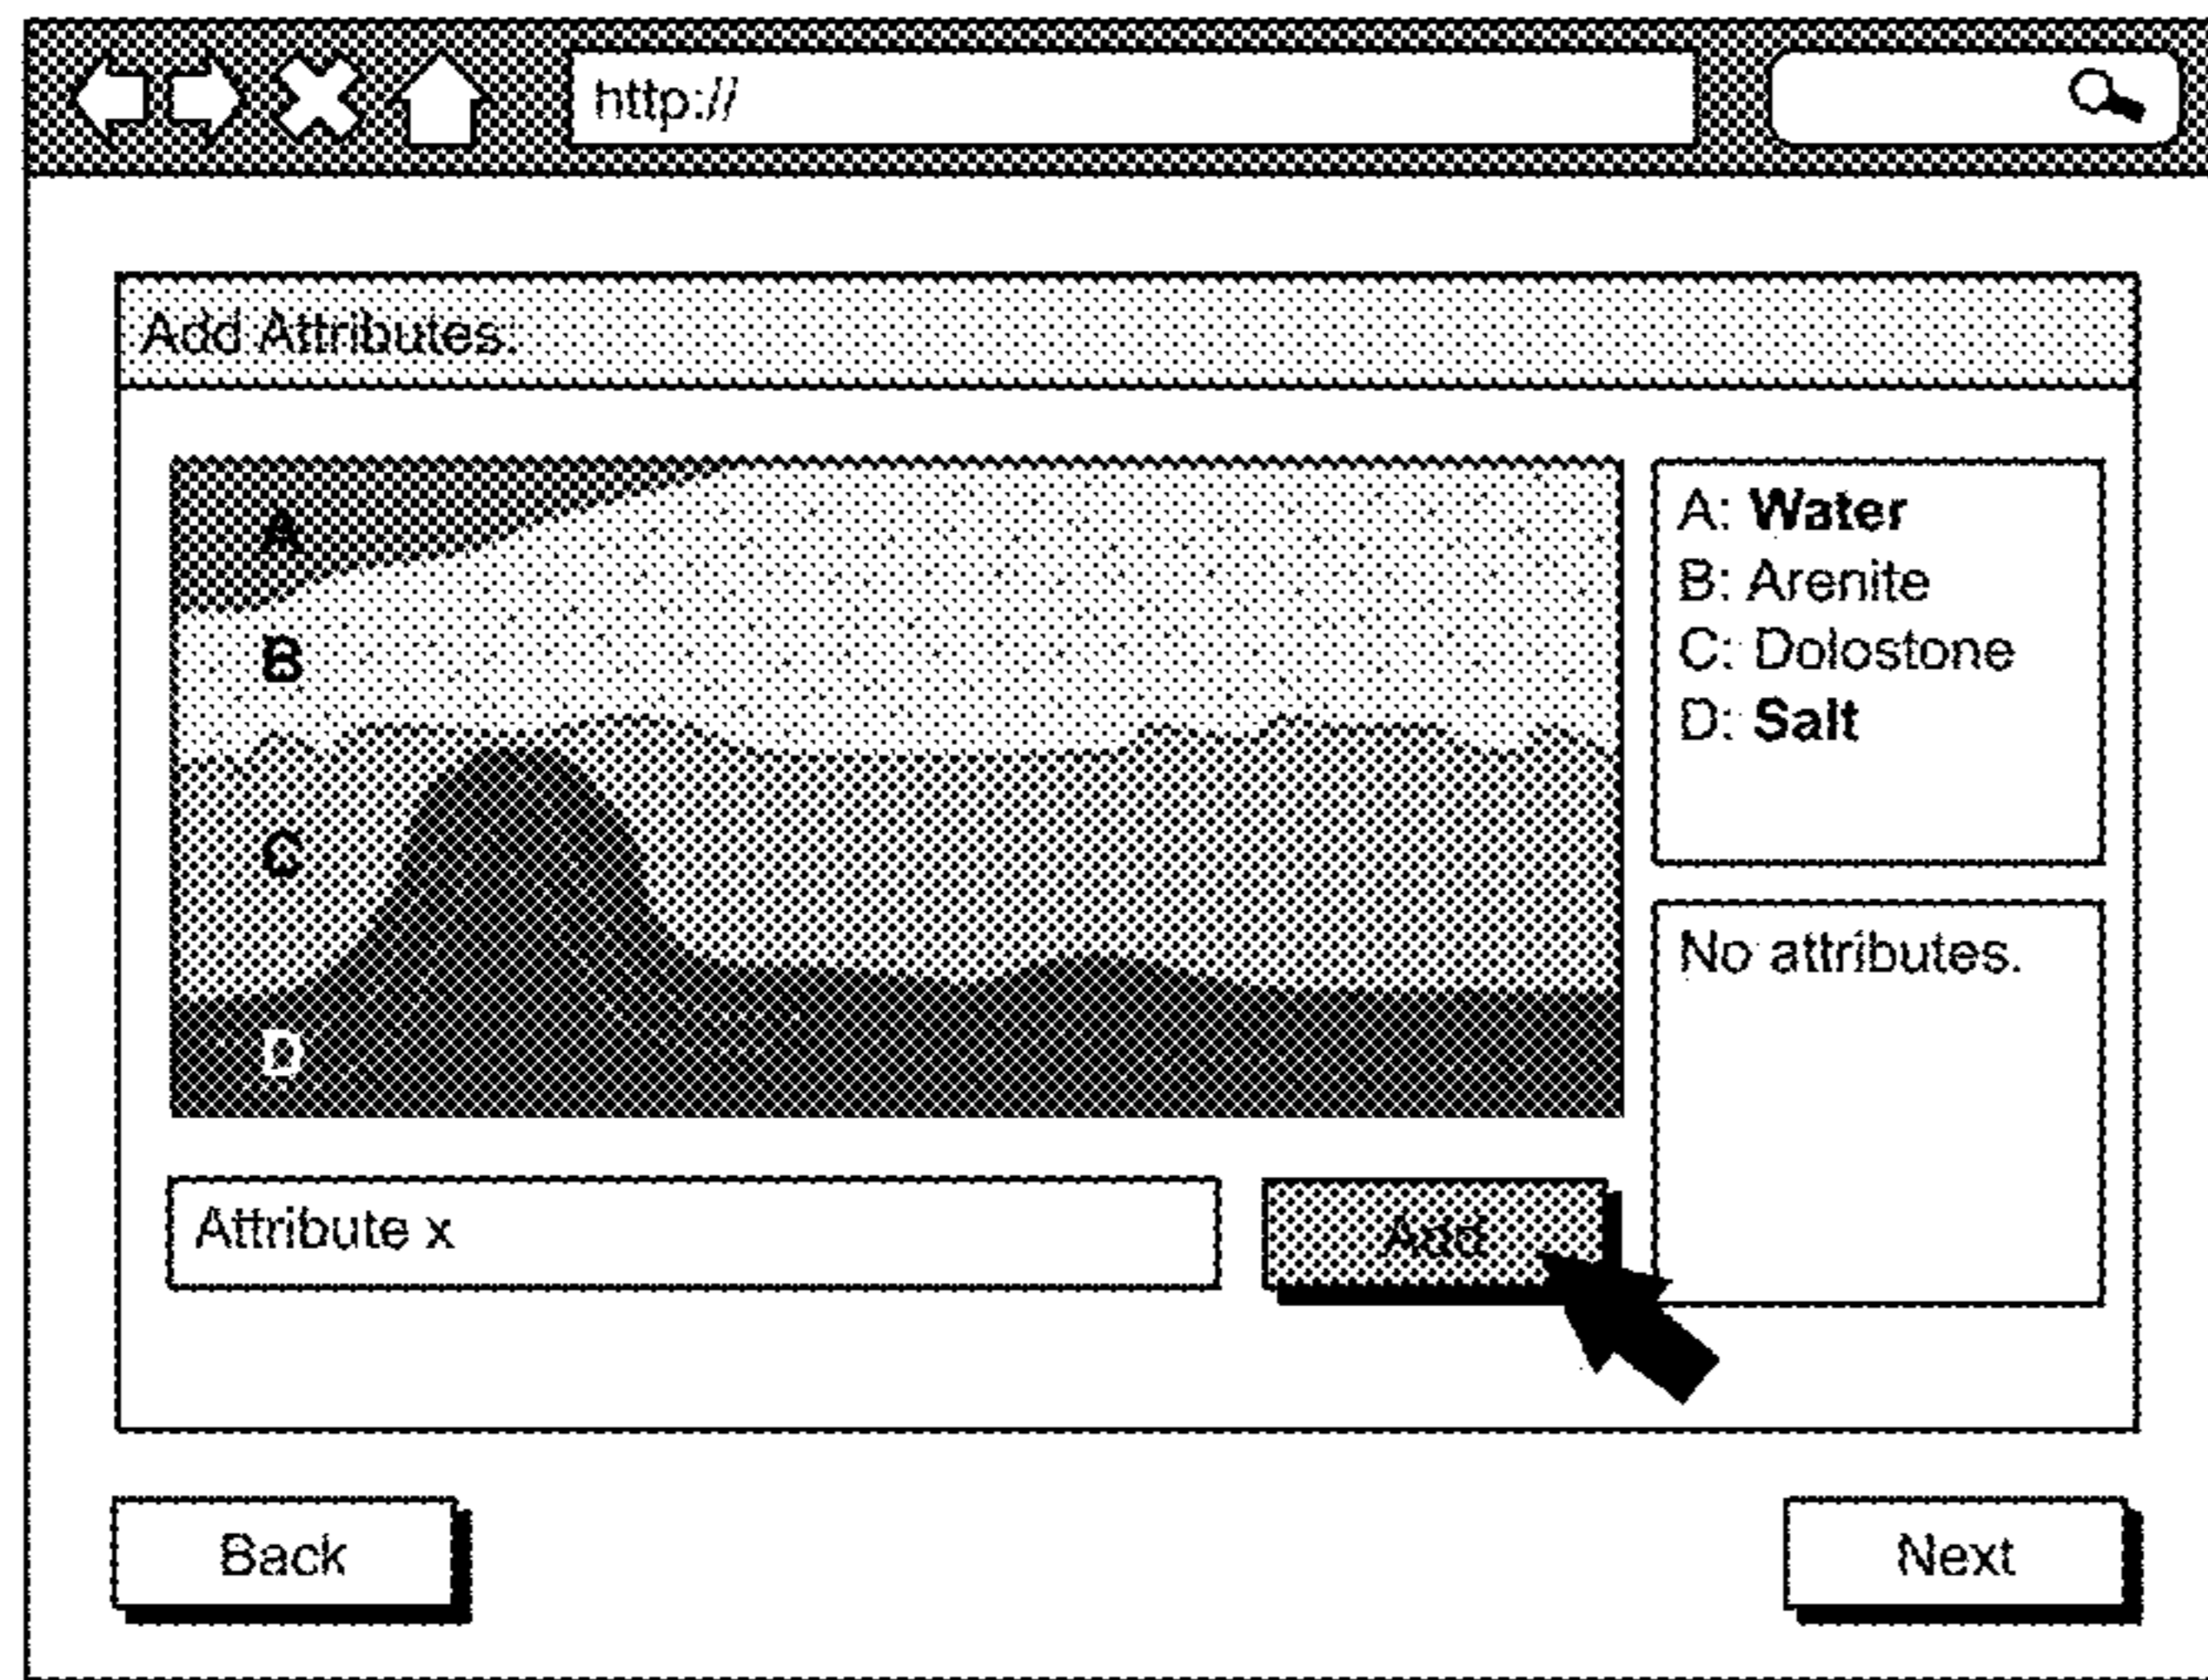 http://
Add Attributes:
A
B
C
D
A: Water
B: Arenite
C: Dolostone
D: Salt
No attributes.
Attribute x
Add
Back
Next